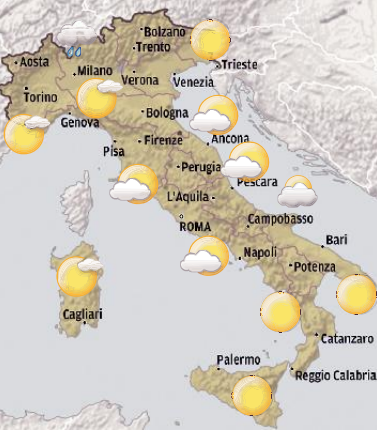 Bolzano
Trento
Aosta
Trieste
Milano
Verona
Venezia
Torino
Bologna
Genova
Firenze
Ancona
Pisa
Perugia
Pescara
L'Aquila
Campobasso
ROMA
Bari
Napoli
Potenza
Cagliari
Catanzaro
Palermo
Reggio Calabria